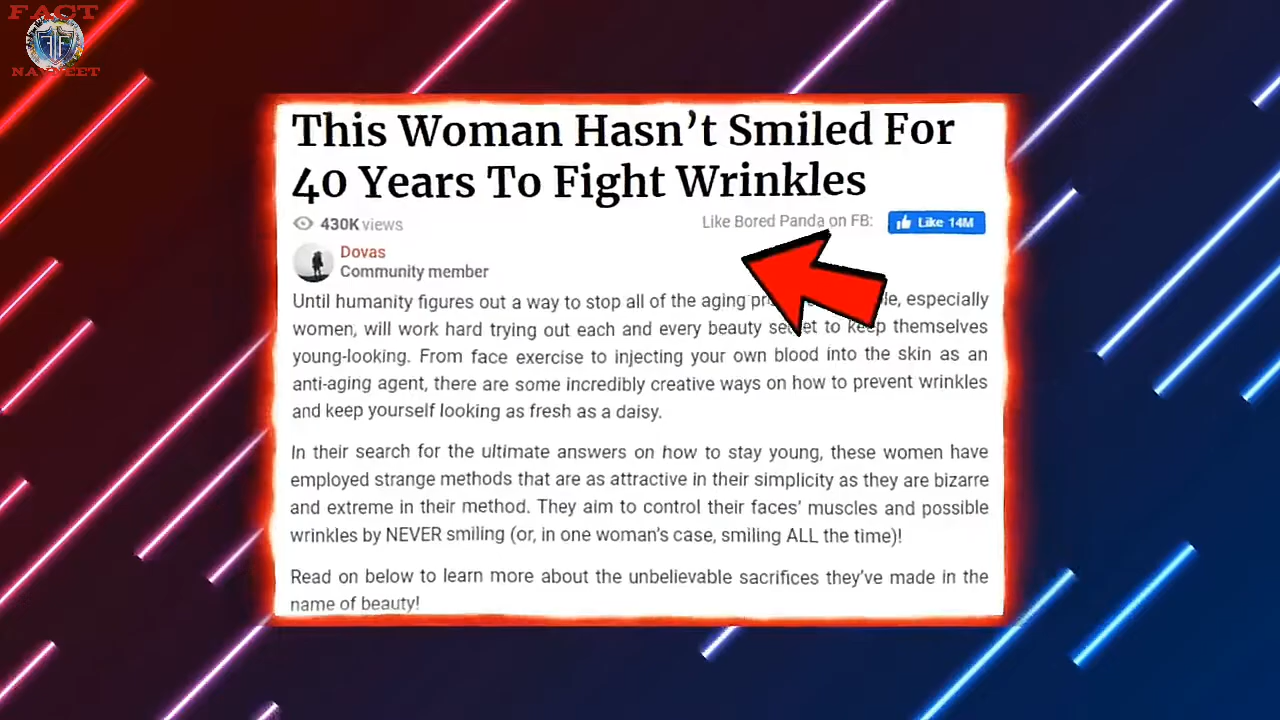 FACT
NAVNEET
This Woman Hasn't Smiled For
40 Years To Fight Wrinkles
430K views
Like Bored Panda on FB:
Like 14M
Dovas
Community member
Until humanity figures out a way to stop all of the aging especially
women, will work hard trying out each and every beauty secret to keep themselves
young-looking. From face exercise to injecting your own blood into the skin as an
anti-aging agent, there are some incredibly creative ways on how to prevent wrinkles
and keep yourself looking as fresh as a daisy.
In their search for the ultimate answers on how to stay young, these women have
employed strange methods that are as attractive in their simplicity as they are bizarre
and extreme in their method. They aim to control their faces' muscles and possible
wrinkles by NEVER smiling (or, in one woman's case, smiling ALL the time)!
Read on below to learn more about the unbelievable sacrifices they've made in the
name of beauty!